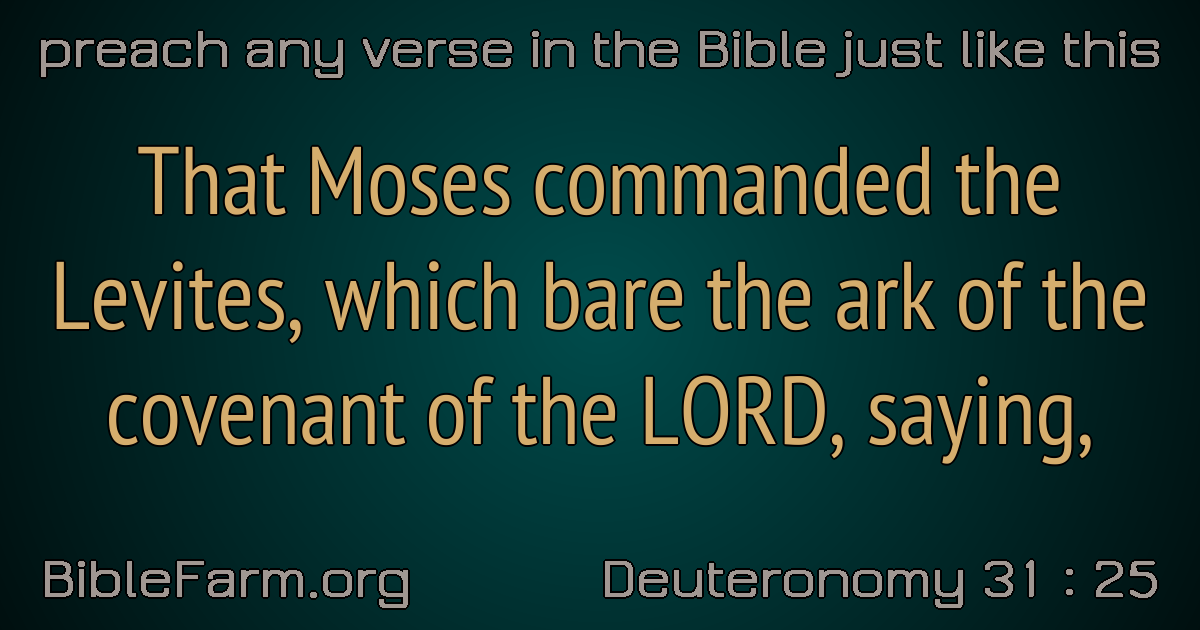 preach any verse in the Bible just like this
That Moses commanded the
Levites, which bare the ark of the
covenant of the LORD, saying,
BibleFarm.org
Deuteronomy 31 : 25